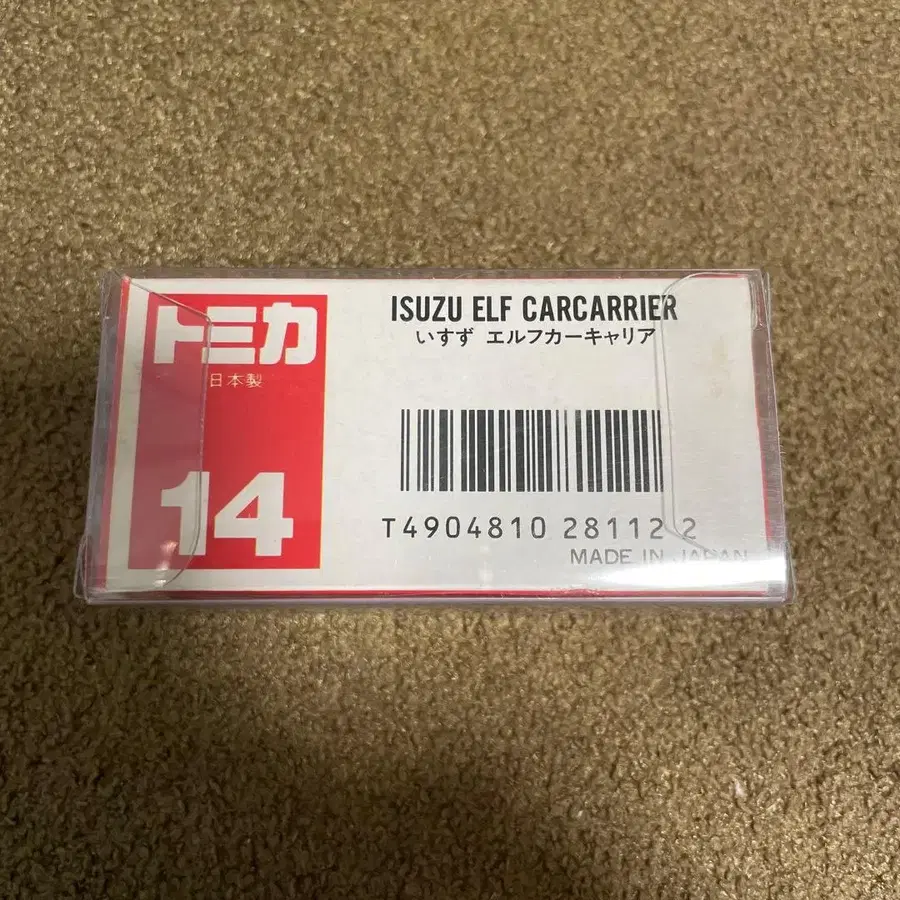 トミカ
日本製
14
ISUZU ELF CARCARRIER
いすず エルフカーキャリア
T4904810 28112 2
MADE IN JAPAN